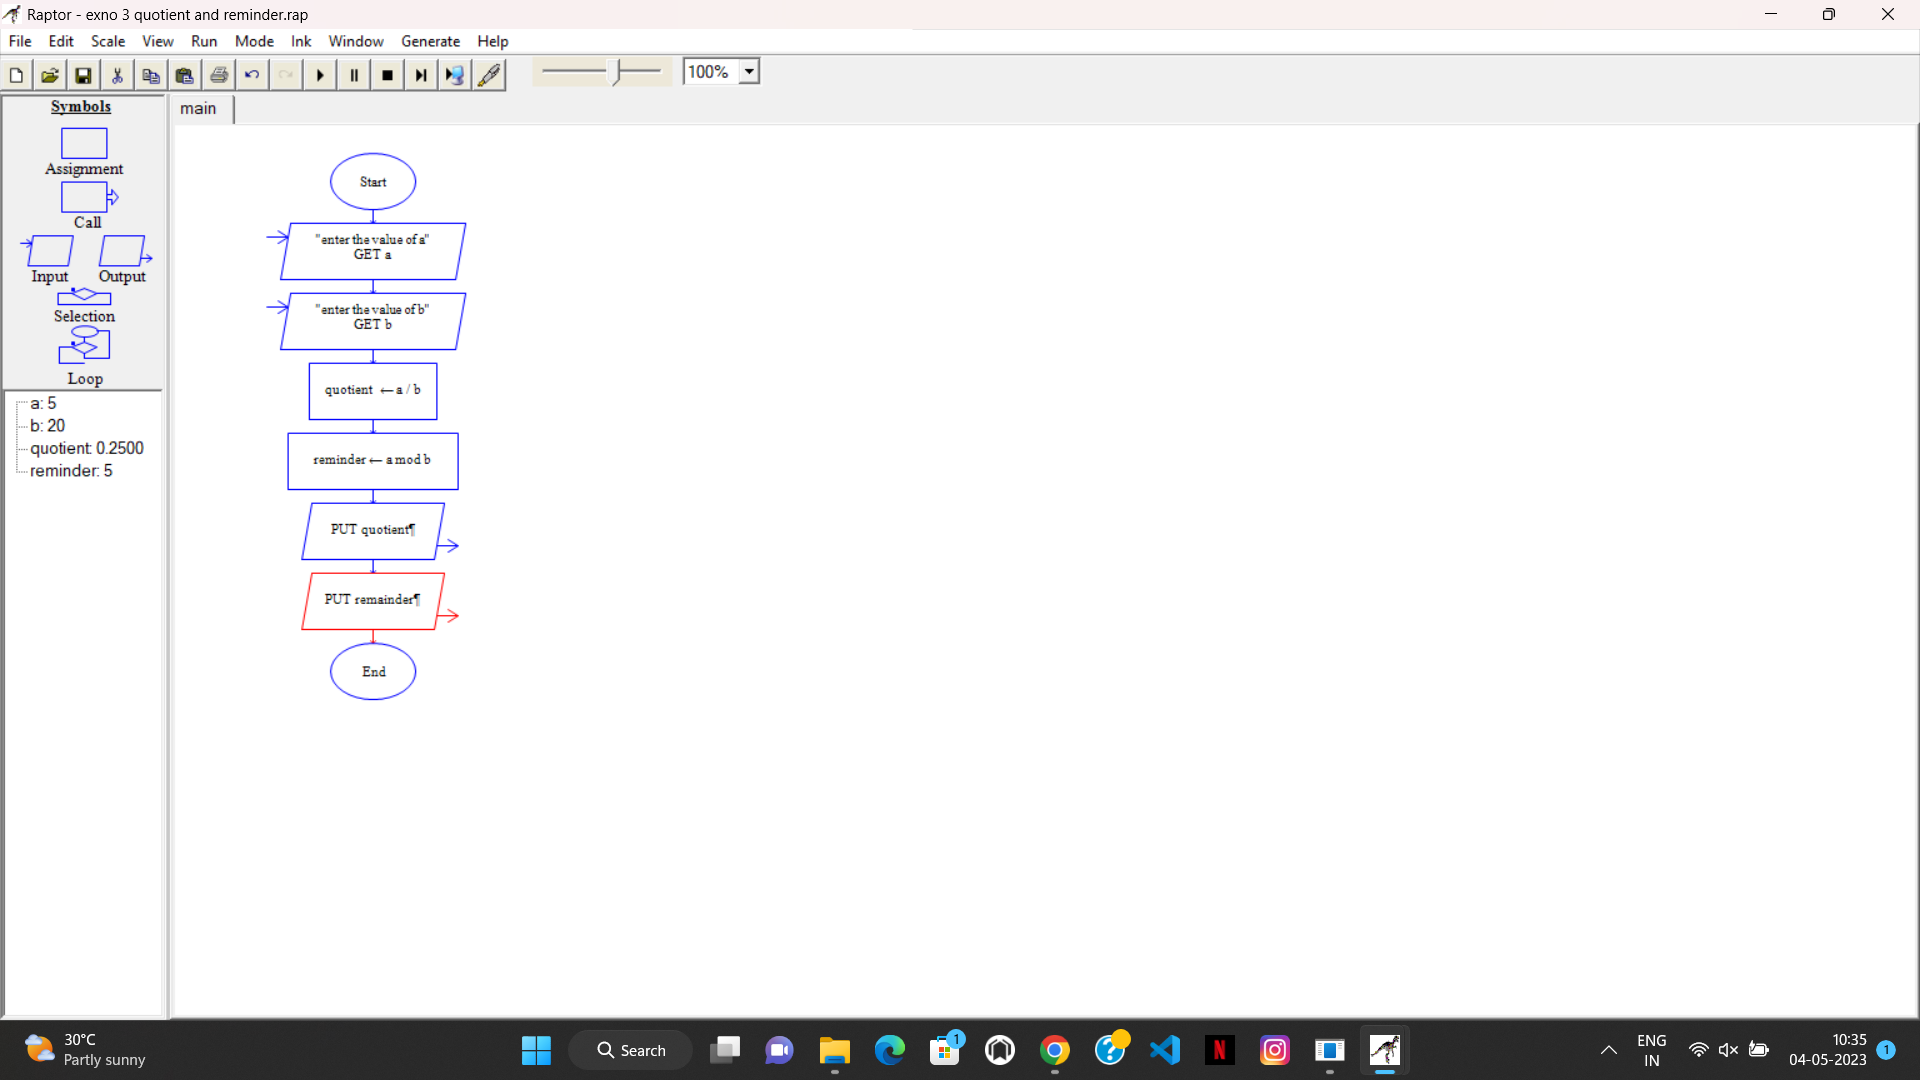 Raptor - exno 3 quotient and reminder.rap
File Edit Scale View Run Mode Ink Window Generate Help
100%
Symbols
main
Assignment
Call
Input Output
Selection
Loop
a: 5
b: 20
quotient: 0.2500
reminder: 5
Start
"enter the value of a"
GET a
"enter the value of b"
GET b
quotient ← a / b
reminder ← a mod b
PUT quotient¶
PUT remainder¶
End
30°C
Partly sunny
Search
1
N
ENG
IN
10:35
04-05-2023
1